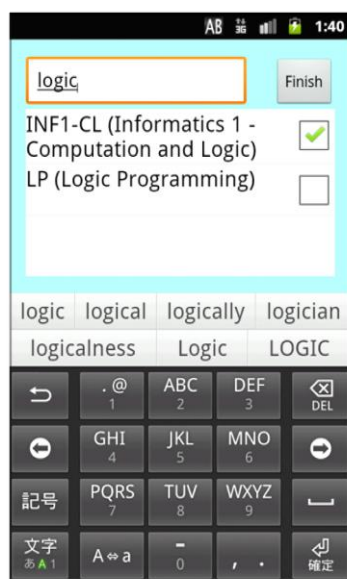 AB 3G 1:40
logic Finish
INF1-CL (Informatics 1 -
Computation and Logic)
LP (Logic Programming)
logic logical logically logician
logicalness Logic LOGIC
. @ ABC DEF
1 2 3 DEL
GHI JKL MNO
4 5 6
記号 PQRS TUV WXYZ
7 8 9
文字 A⇔a - , .
あA1 0 確定